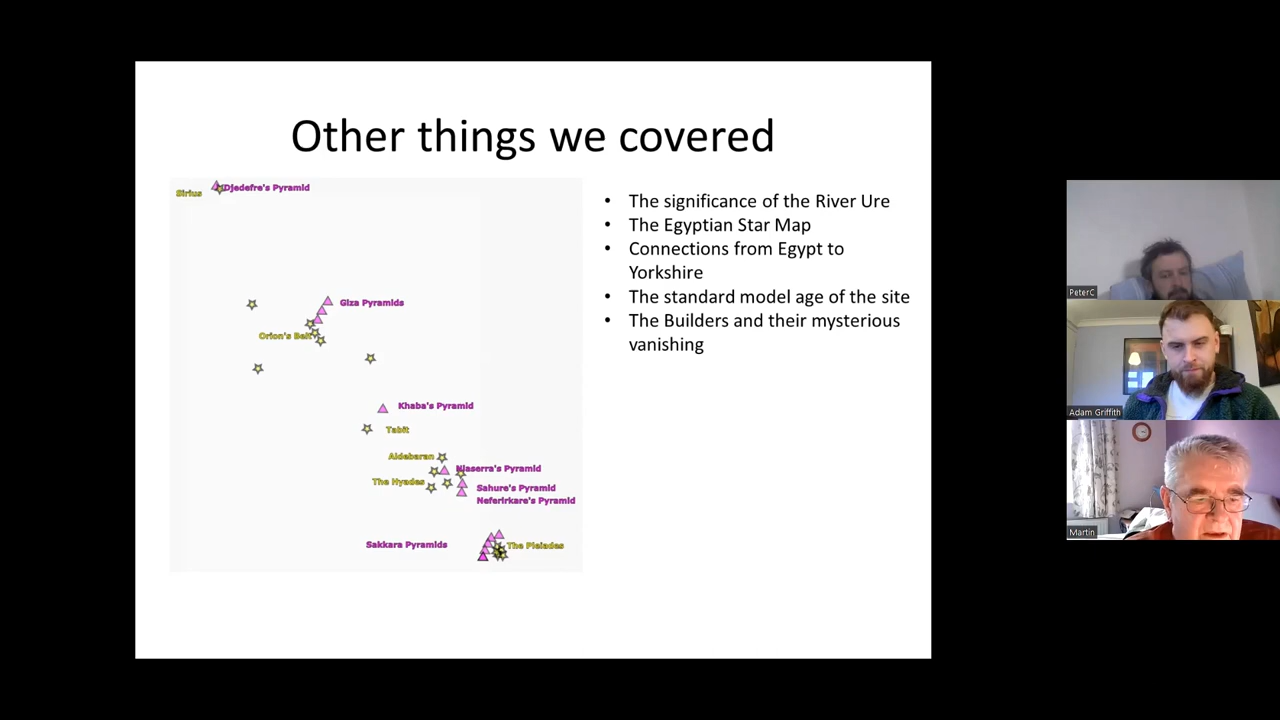 Other things we covered
Sirius
Djedefre's Pyramid
Giza Pyramids
Orion's Belt
Khaba's Pyramid
Tabit
Aldebaran
Niaserra's Pyramid
The Hyades
Sahure's Pyramid
Neferirkare's Pyramid
Sakkara Pyramids
The Pleiades
• The significance of the River Ure
• The Egyptian Star Map
• Connections from Egypt to
Yorkshire
• The standard model age of the site
• The Builders and their mysterious
vanishing
PeterC
Adam Griffith
Martin